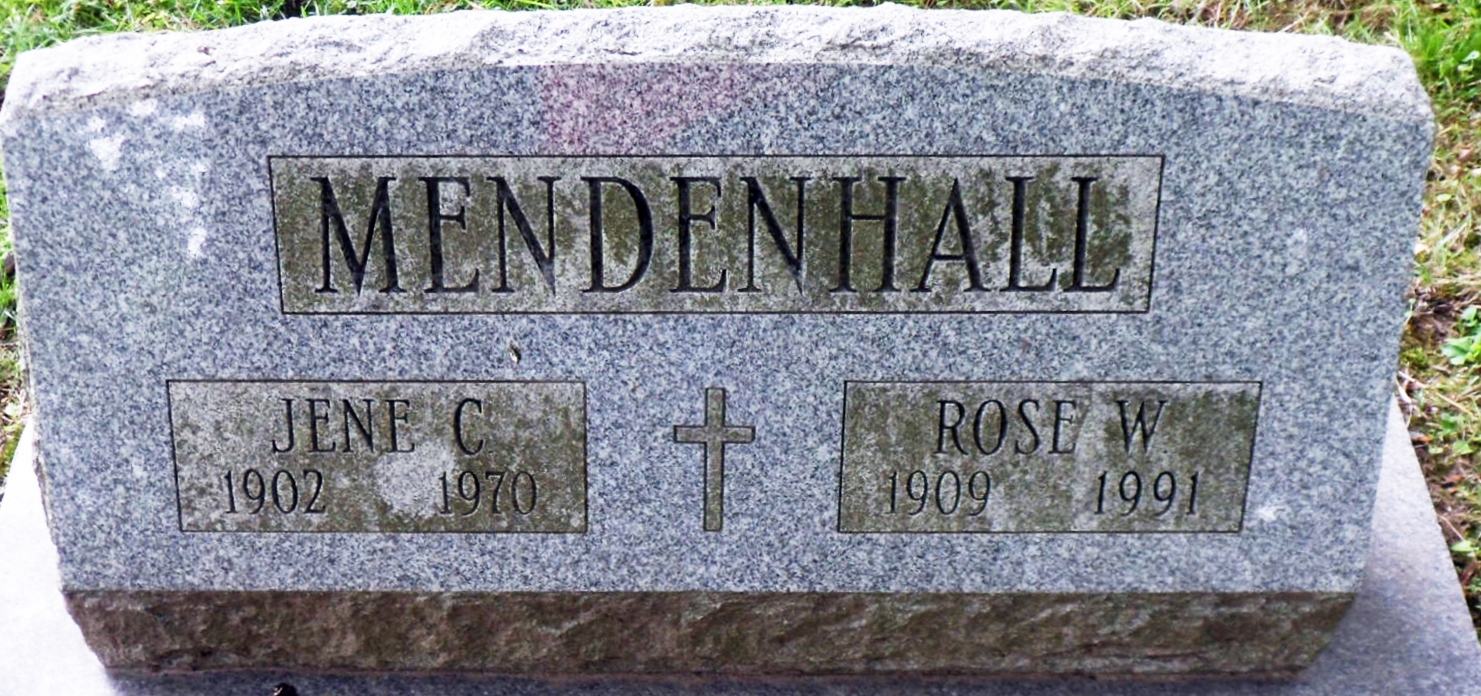 MENDENHALL
JENE C.
1902 1970
ROSE W.
1909 1991